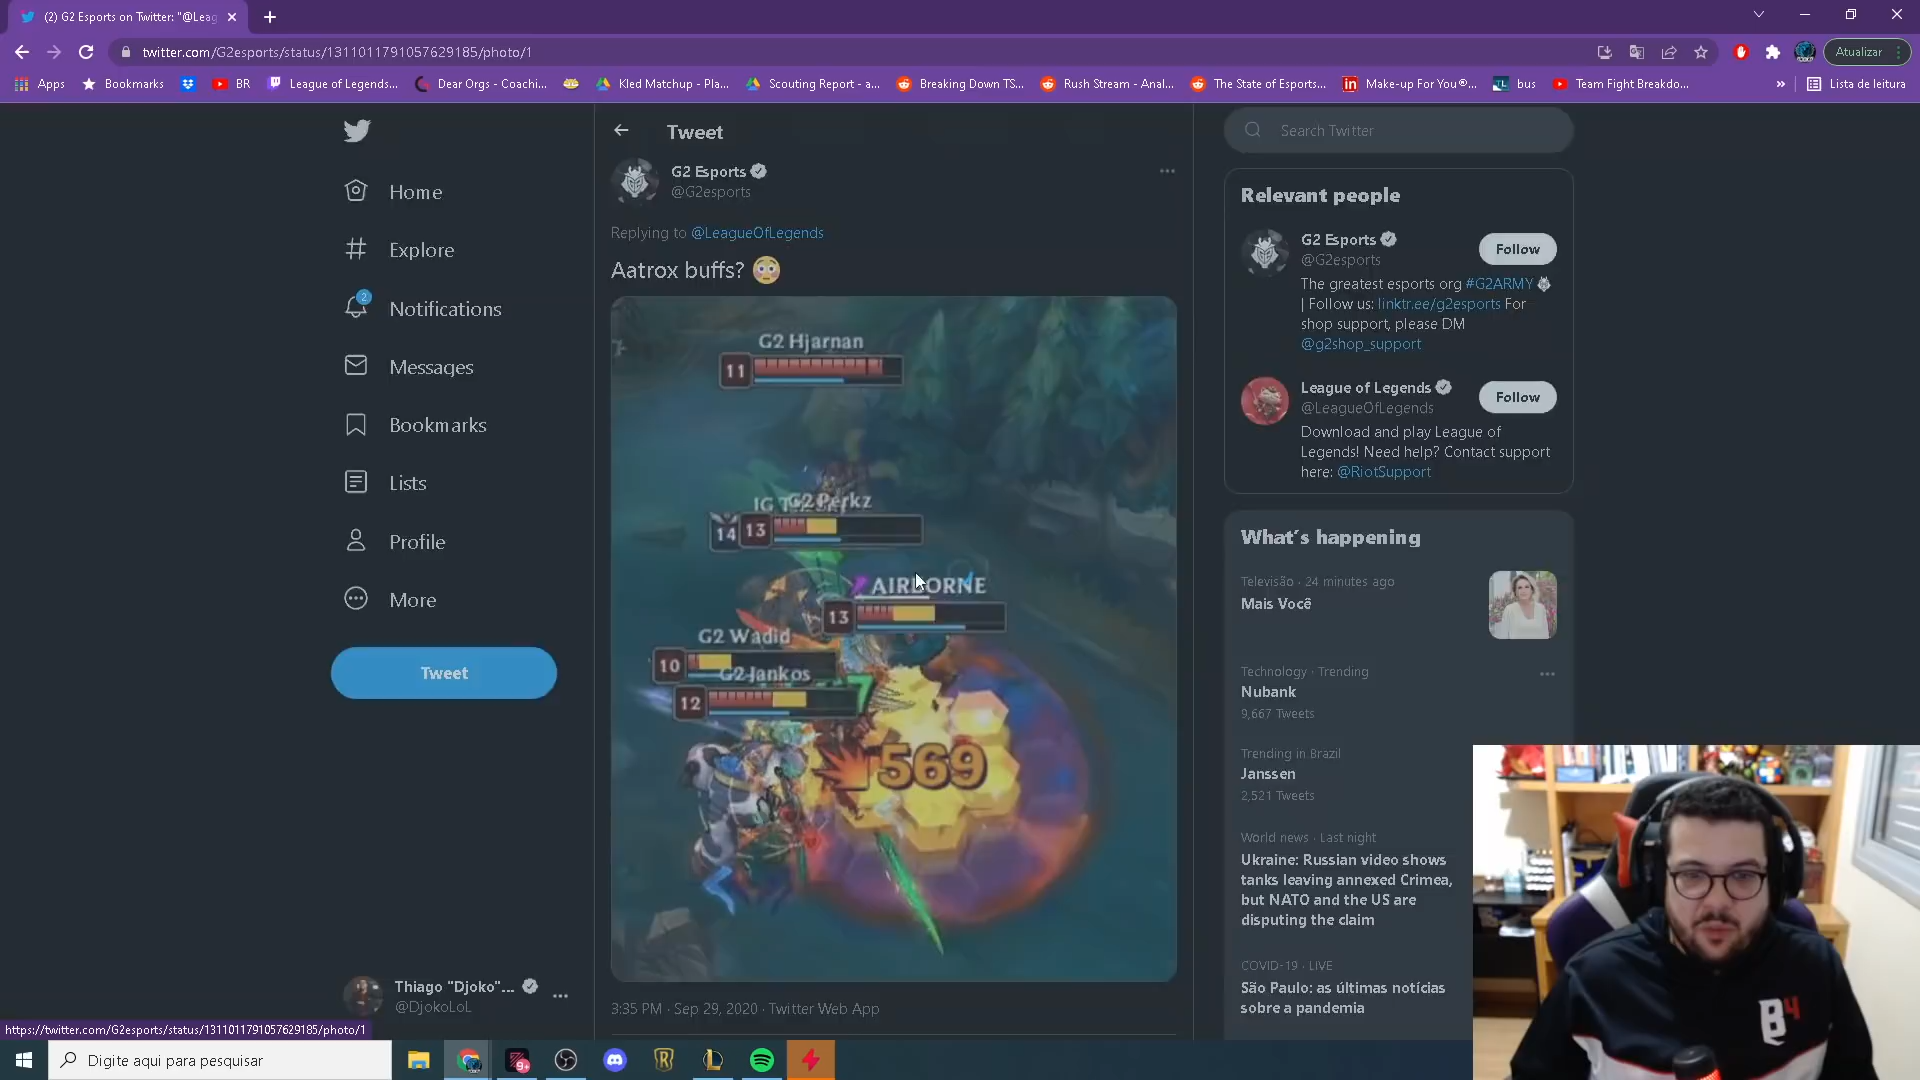 (2) G2 Esports on Twitter: "@Leag
twitter.com/G2esports/status/1311011791057629185/photo/1
Atualizar
Apps
Bookmarks
BR
League of Legends...
Dear Orgs - Coachi...
Kled Matchup - Pla...
Scouting Report - a...
Breaking Down TS...
Rush Stream - Anal...
The State of Esports...
Make-up For You®...
bus
Team Fight Breakdo...
»
Lista de leitura
Home
Explore
2
Notifications
Messages
Bookmarks
Lists
Profile
More
Tweet
Thiago "Djoko"...
@DjokoLoL
Tweet
G2 Esports
@G2esports
Replying to @LeagueOfLegends
Aatrox buffs? 😳
G2 Hjarnan
11
G2 Perkz
14 13
AIRBORNE
13
G2 Wadid
10
G2 Jankos
12
569
3:35 PM · Sep 29, 2020 · Twitter Web App
Search Twitter
Relevant people
G2 Esports
@G2esports
Follow
The greatest esports org #G2ARMY
| Follow us: linktr.ee/g2esports For
shop support, please DM
@g2shop_support
League of Legends
@LeagueOfLegends
Follow
Download and play League of
Legends! Need help? Contact support
here: @RiotSupport
What's happening
Televisão · 24 minutes ago
Mais Você
Technology · Trending
Nubank
9,667 Tweets
Trending in Brazil
Janssen
2,521 Tweets
World news · Last night
Ukraine: Russian video shows
tanks leaving annexed Crimea,
but NATO and the US are
disputing the claim
COVID-19 · LIVE
São Paulo: as últimas notícias
sobre a pandemia
B4
https://twitter.com/G2esports/status/1311011791057629185/photo/1
Digite aqui para pesquisar
9+